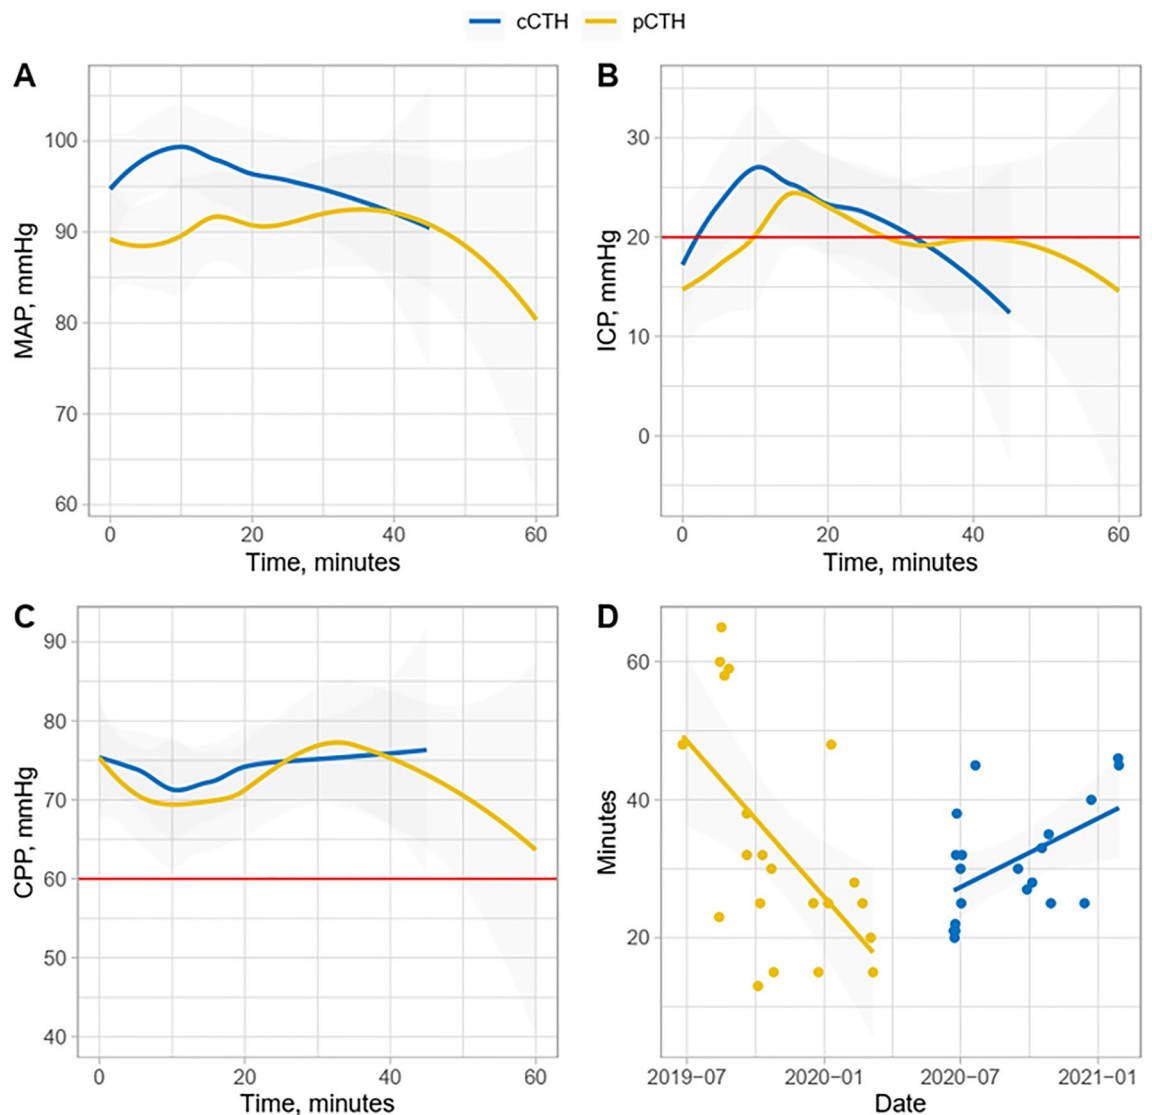 cCTH pCTH
A
100
90
80
70
60
MAP, mmHg
0 20 40 60
Time, minutes
B
30
20
10
0
ICP, mmHg
0 20 40 60
Time, minutes
C
90
80
70
60
50
40
CPP, mmHg
0 20 40 60
Time, minutes
D
60
40
20
Minutes
2019−07 2020−01 2020−07 2021−01
Date